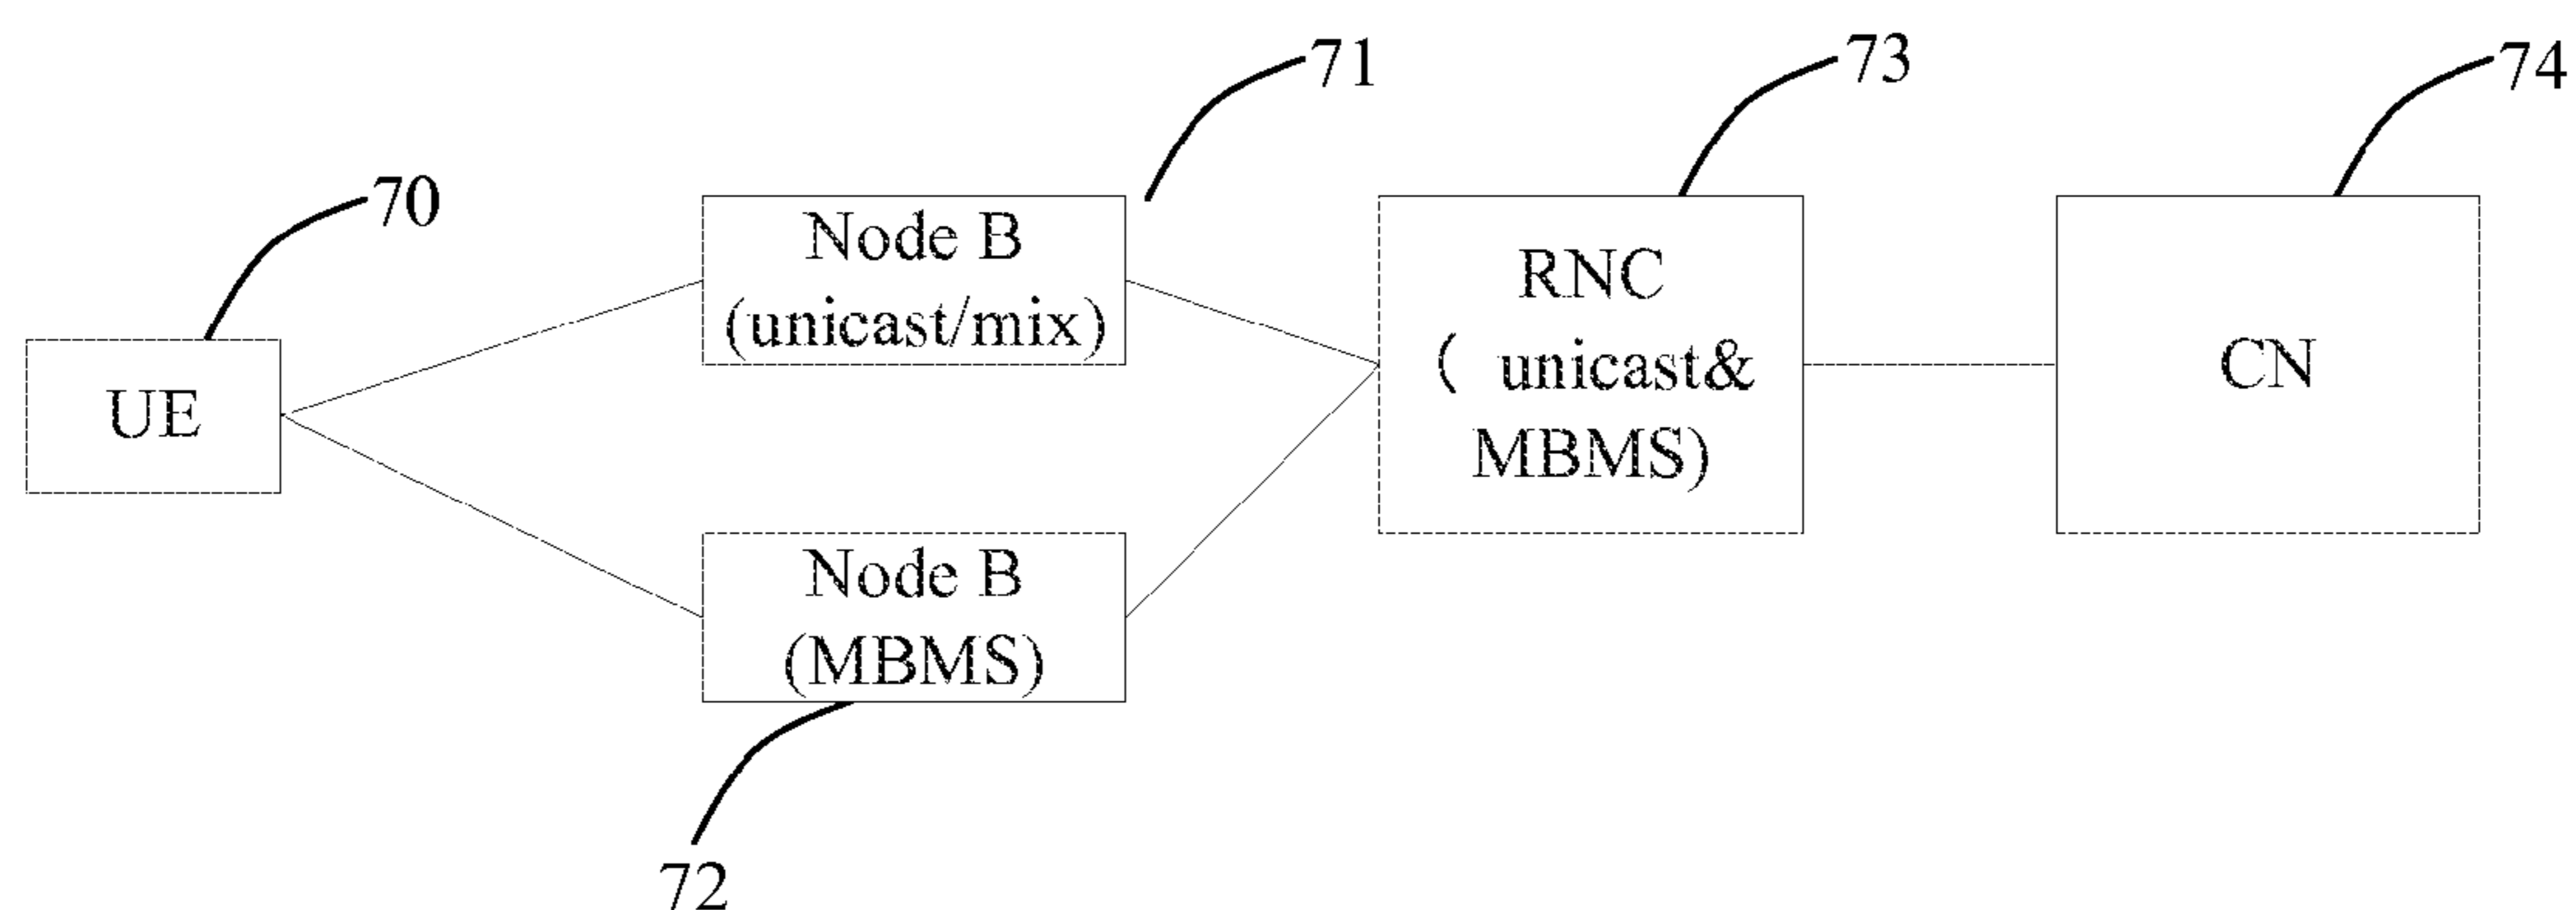 70
UE
71
Node B
(unicast/mix)
Node B
(MBMS)
72
73
RNC
( unicast&
MBMS)
74
CN